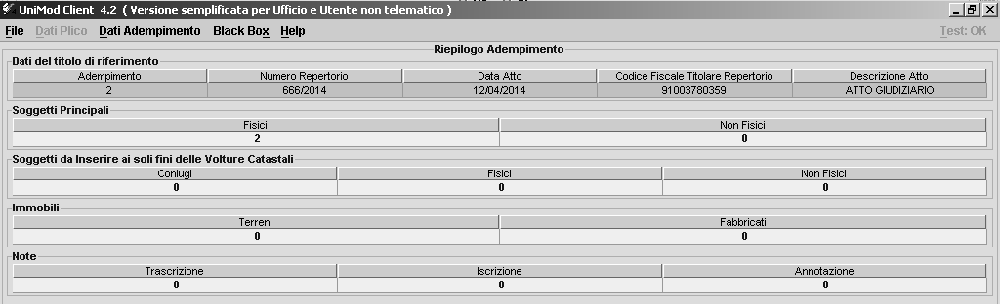 UniMod Client 4.2 ( Versione semplificata per Ufficio e Utente non telematico )
File Dati Plico Dati Adempimento Black Box Help Test: OK
Riepilogo Adempimento
Dati del titolo di riferimento
Adempimento Numero Repertorio Data Atto Codice Fiscale Titolare Repertorio Descrizione Atto
2 666/2014 12/04/2014 91003780359 ATTO GIUDIZIARIO
Soggetti Principali
Fisici Non Fisici
2 0
Soggetti da Inserire ai soli fini delle Volture Catastali
Coniugi Fisici Non Fisici
0 0 0
Immobili
Terreni Fabbricati
0 0
Note
Trascrizione Iscrizione Annotazione
0 0 0